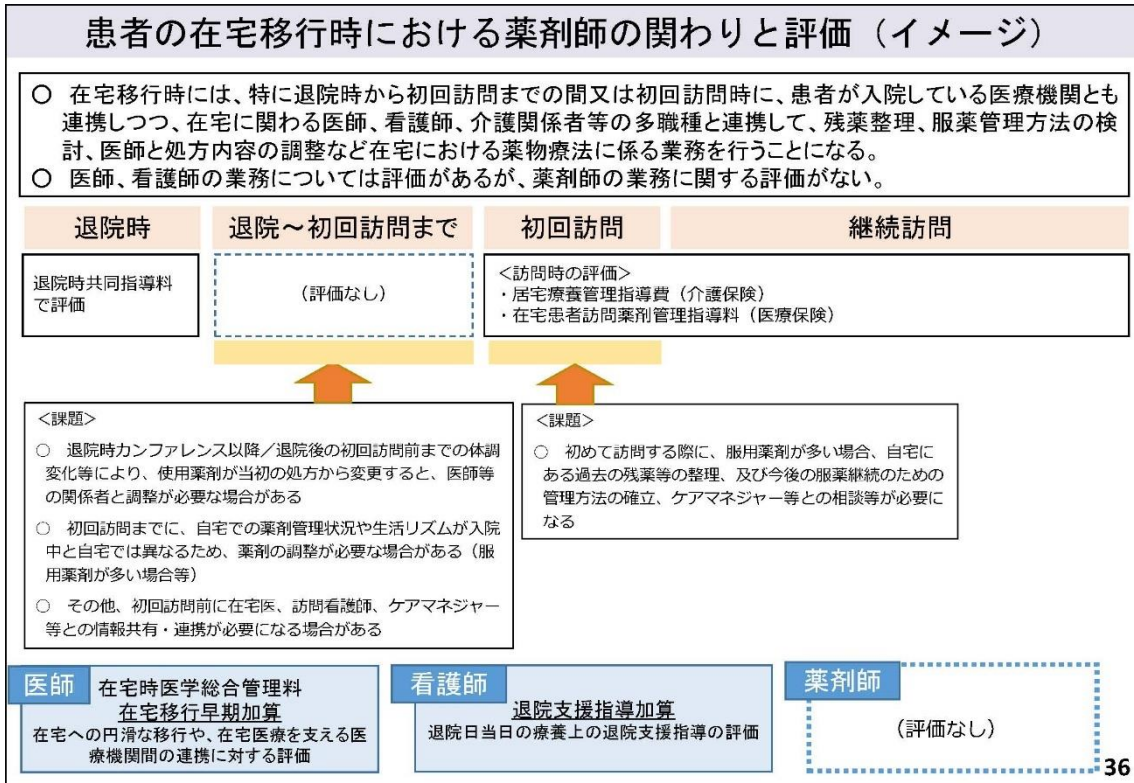 患者の在宅移行時における薬剤師の関わりと評価（イメージ）
○ 在宅移行時には、特に退院時から初回訪問までの間又は初回訪問時に、患者が入院している医療機関とも
連携しつつ、在宅に関わる医師、看護師、介護関係者等の多職種と連携して、残薬整理、服薬管理方法の検
討、医師と処方内容の調整など在宅における薬物療法に係る業務を行うことになる。
○ 医師、看護師の業務については評価があるが、薬剤師の業務に関する評価がない。
退院時
退院～初回訪問まで
初回訪問
継続訪問
退院時共同指導料
で評価
（評価なし）
＜訪問時の評価＞
・居宅療養管理指導費（介護保険）
・在宅患者訪問薬剤管理指導料（医療保険）
＜課題＞
○ 退院時カンファレンス以降／退院後の初回訪問前までの体調
変化等により、使用薬剤が当初の処方から変更すると、医師等
の関係者と調整が必要な場合がある
○ 初回訪問までに、自宅での薬剤管理状況や生活リズムが入院
中と自宅では異なるため、薬剤の調整が必要な場合がある（服
用薬剤が多い場合等）
○ その他、初回訪問前に在宅医、訪問看護師、ケアマネジャー
等との情報共有・連携が必要になる場合がある
＜課題＞
○ 初めて訪問する際に、服用薬剤が多い場合、自宅に
ある過去の残薬等の整理、及び今後の服薬継続のための
管理方法の確立、ケアマネジャー等との相談等が必要に
なる
医師
在宅時医学総合管理料
在宅移行早期加算
在宅への円滑な移行や、在宅医療を支える医
療機関間の連携に対する評価
看護師
退院支援指導加算
退院日当日の療養上の退院支援指導の評価
薬剤師
（評価なし）
36